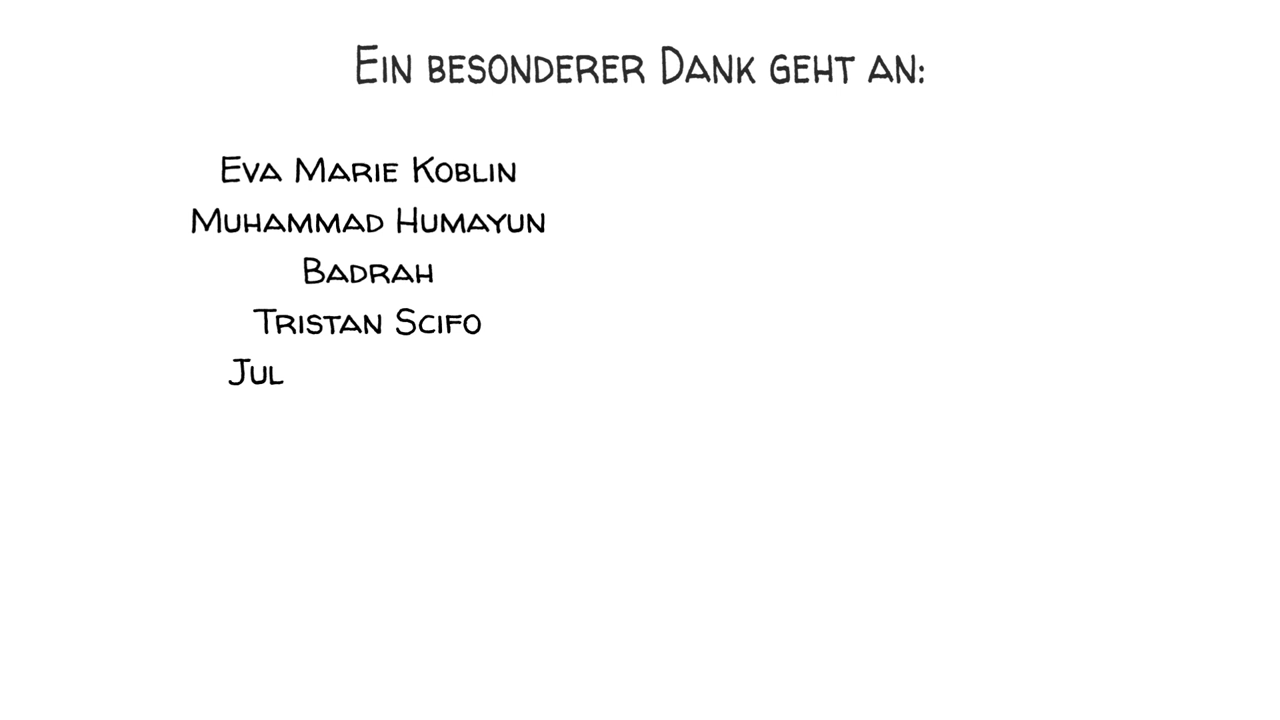 Ein besonderer Dank geht an:
Eva Marie Koblin
Muhammad Humayun
Badrah
Tristan Scifo
Jul